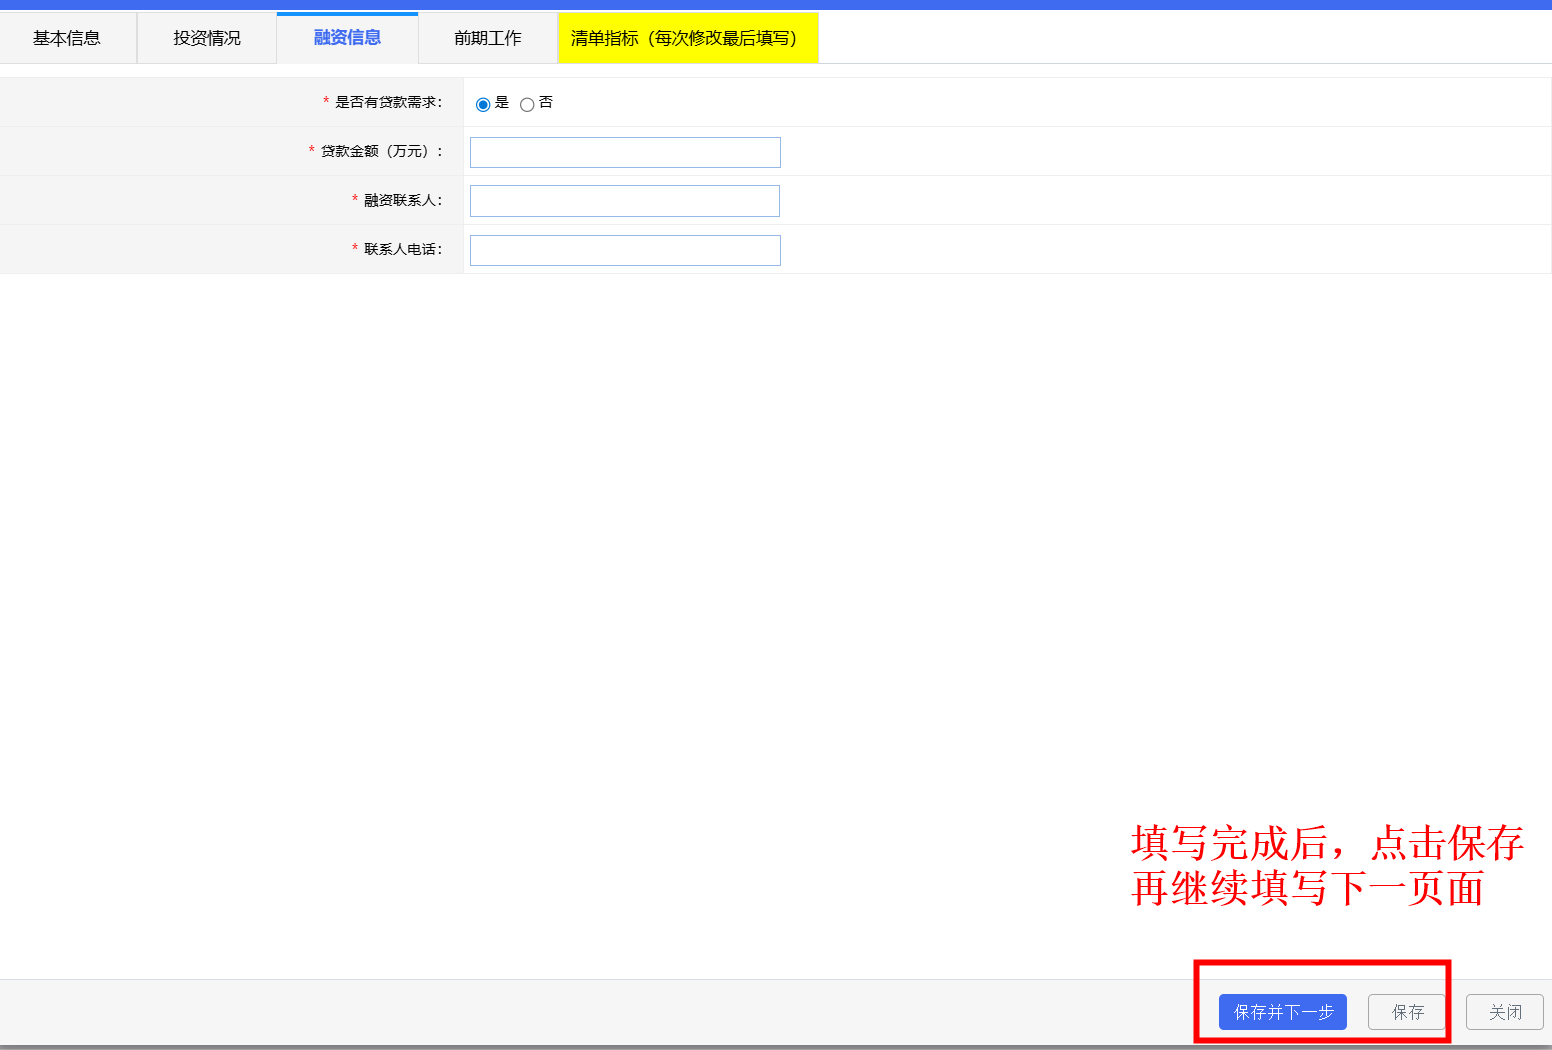 基本信息
投资情况
融资信息
前期工作
清单指标（每次修改最后填写）
* 是否有贷款需求： 是 否
* 贷款金额（万元）：
* 融资联系人：
* 联系人电话：
填写完成后，点击保存
再继续填写下一页面
保存并下一步
保存
关闭